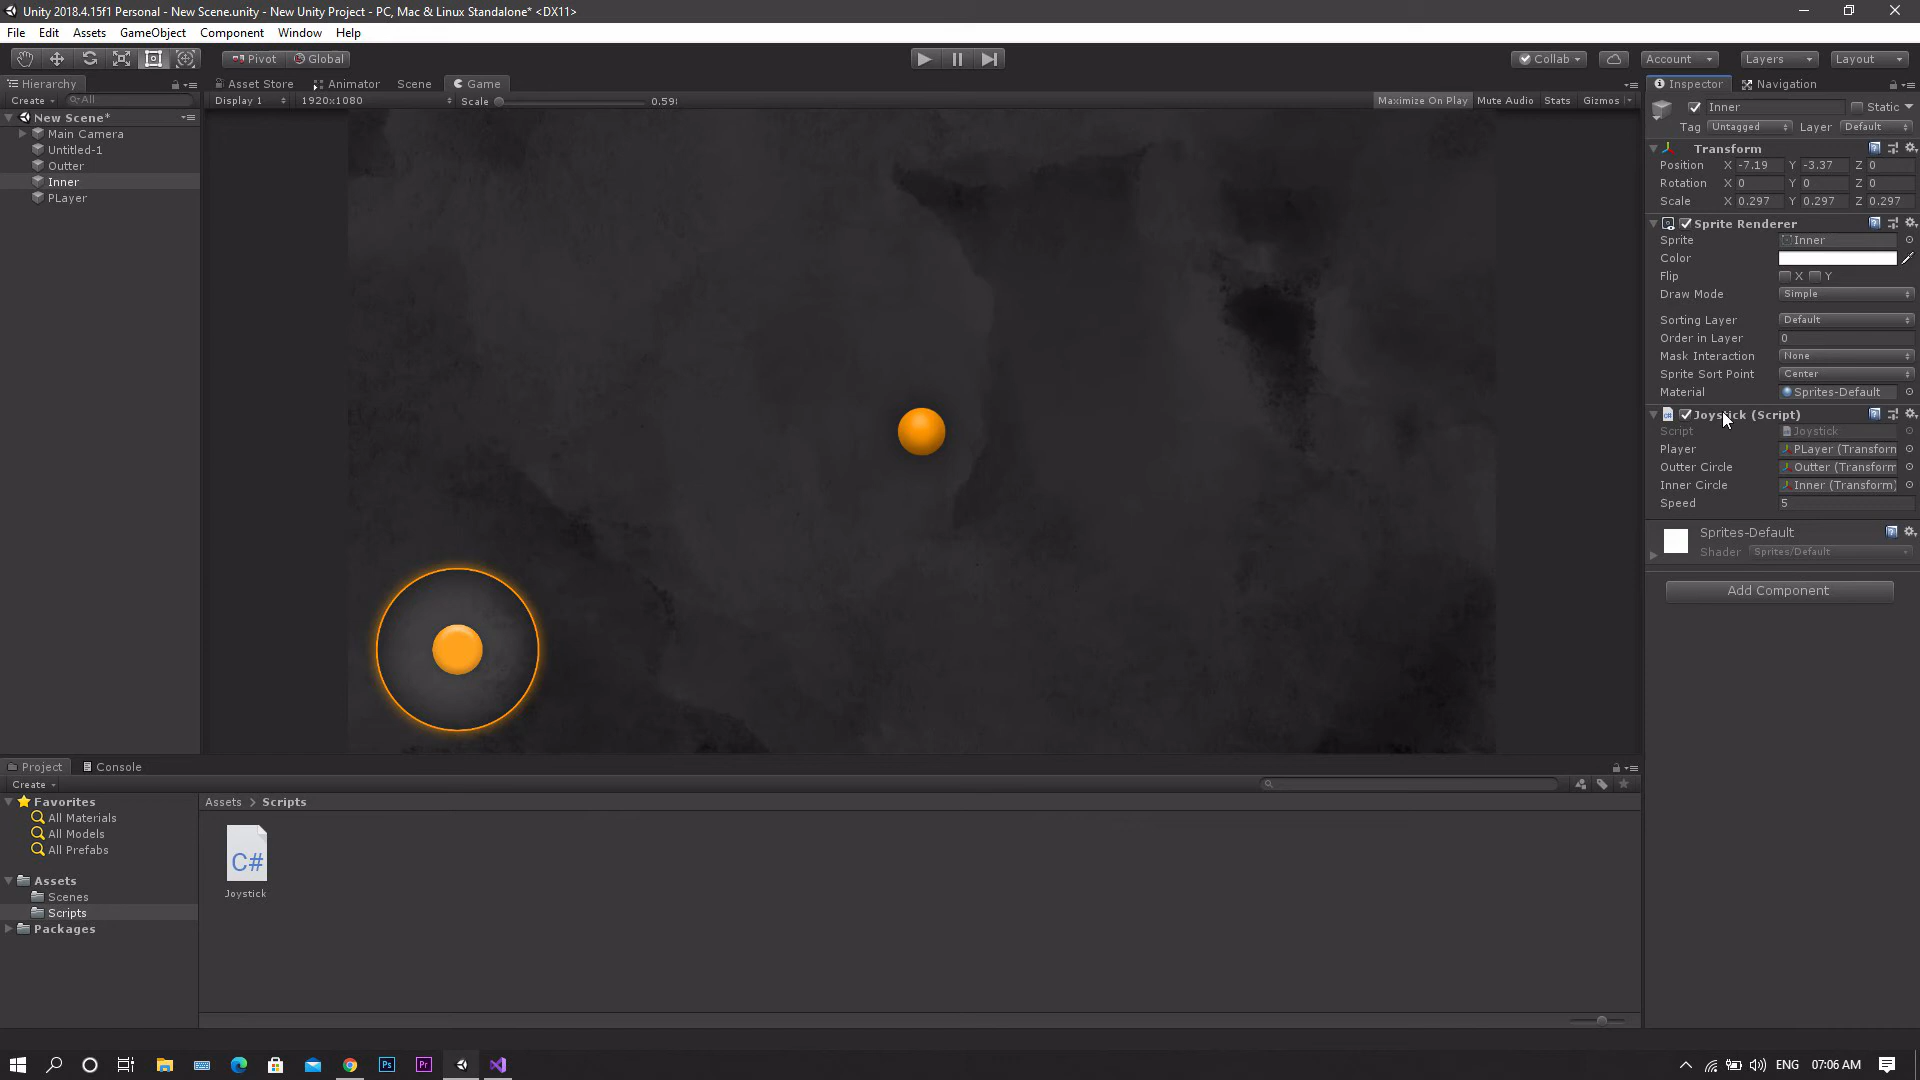 Unity 2018.4.15f1 Personal - New Scene.unity - New Unity Project - PC, Mac & Linux Standalone* <DX11>
File Edit Assets GameObject Component Window Help
Pivot Global Collab Account Layers Layout
Hierarchy
Create All
New Scene*
Main Camera
Untitled-1
Outter
Inner
PLayer
Asset Store Animator Scene Game
Display 1 1920x1080 Scale 0.59 Maximize On Play Mute Audio Stats Gizmos
Inspector Navigation
Inner Static
Tag Untagged Layer Default
Transform
Position X -7.19 Y -3.37 Z 0
Rotation X 0 Y 0 Z 0
Scale X 0.297 Y 0.297 Z 0.297
Sprite Renderer
Sprite Inner
Color
Flip X Y
Draw Mode Simple
Sorting Layer Default
Order in Layer 0
Mask Interaction None
Sprite Sort Point Center
Material Sprites-Default
Joystick (Script)
Script Joystick
Player PLayer (Transform
Outter Circle Outter (Transform
Inner Circle Inner (Transform)
Speed 5
Sprites-Default
Shader Sprites/Default
Add Component
Project Console
Create
Favorites
All Materials
All Models
All Prefabs
Assets
Scenes
Scripts
Packages
Assets > Scripts
C#
Joystick
Ps Pr
ENG 07:06 AM